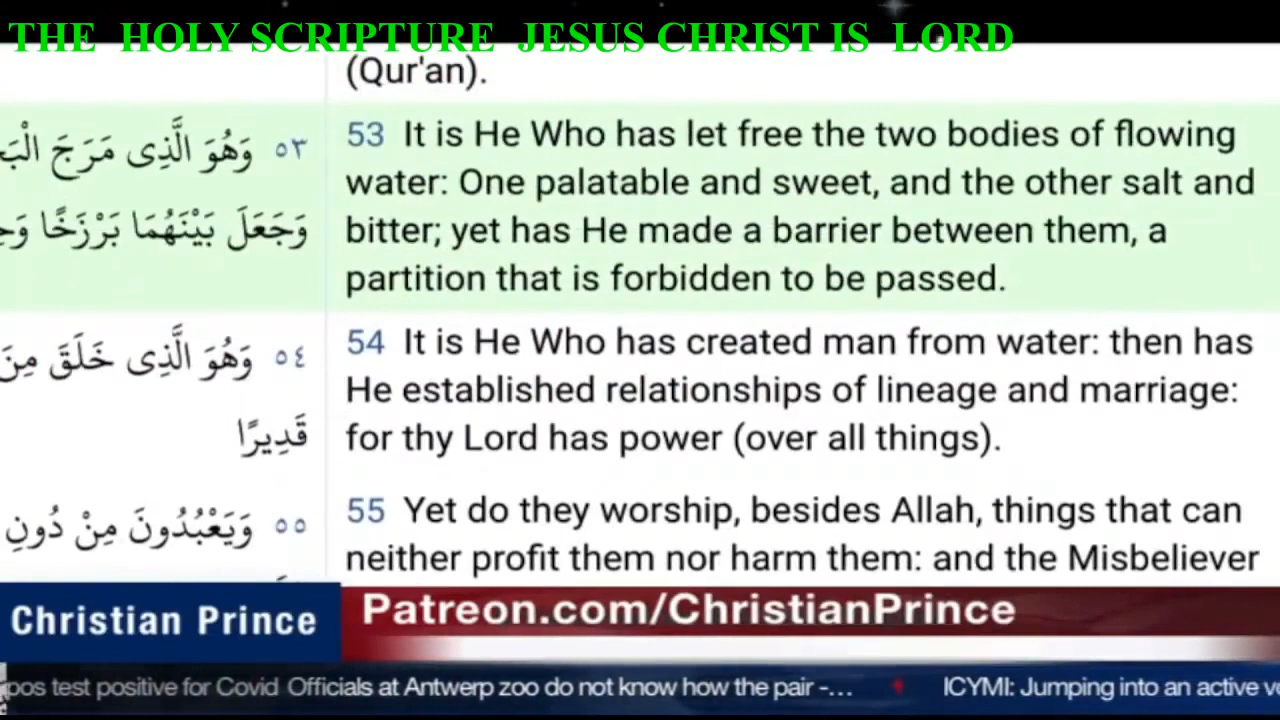 THE HOLY SCRIPTURE JESUS CHRIST IS LORD
(Qur'an).
٥٣ وَهُوَ الَّذِى مَرَجَ
وَجَعَلَ بَيْنَهُمَا بَرْزَخًا
53 It is He Who has let free the two bodies of flowing
water: One palatable and sweet, and the other salt and
bitter; yet has He made a barrier between them, a
partition that is forbidden to be passed.
٥٤ وَهُوَ الَّذِى خَلَقَ مِنَ
قَدِيرًا
54 It is He Who has created man from water: then has
He established relationships of lineage and marriage:
for thy Lord has power (over all things).
٥٥ وَيَعْبُدُونَ مِنْ دُونِ
55 Yet do they worship, besides Allah, things that can
neither profit them nor harm them: and the Misbeliever
Christian Prince
Patreon.com/ChristianPrince
pos test positive for Covid Officials at Antwerp zoo do not know how the pair -... ICYMI: Jumping into an active